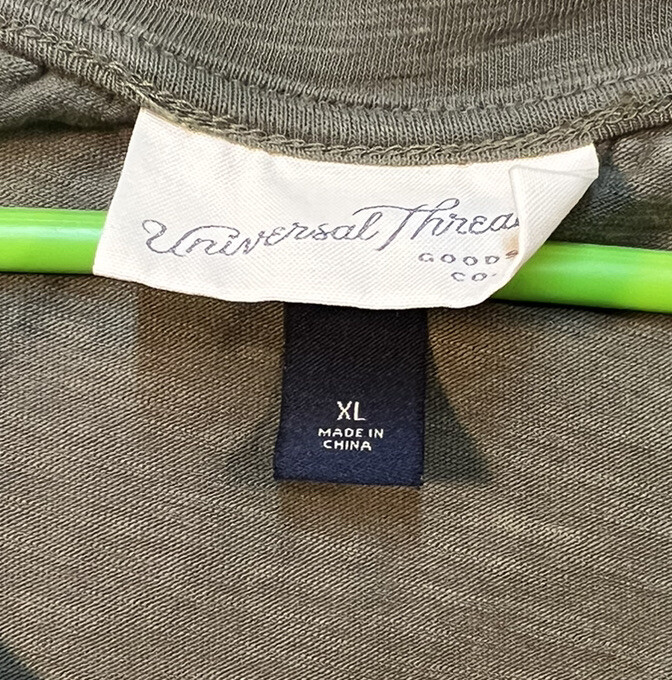 Universal Threa
GOODS
CO.
XL
MADE IN
CHINA